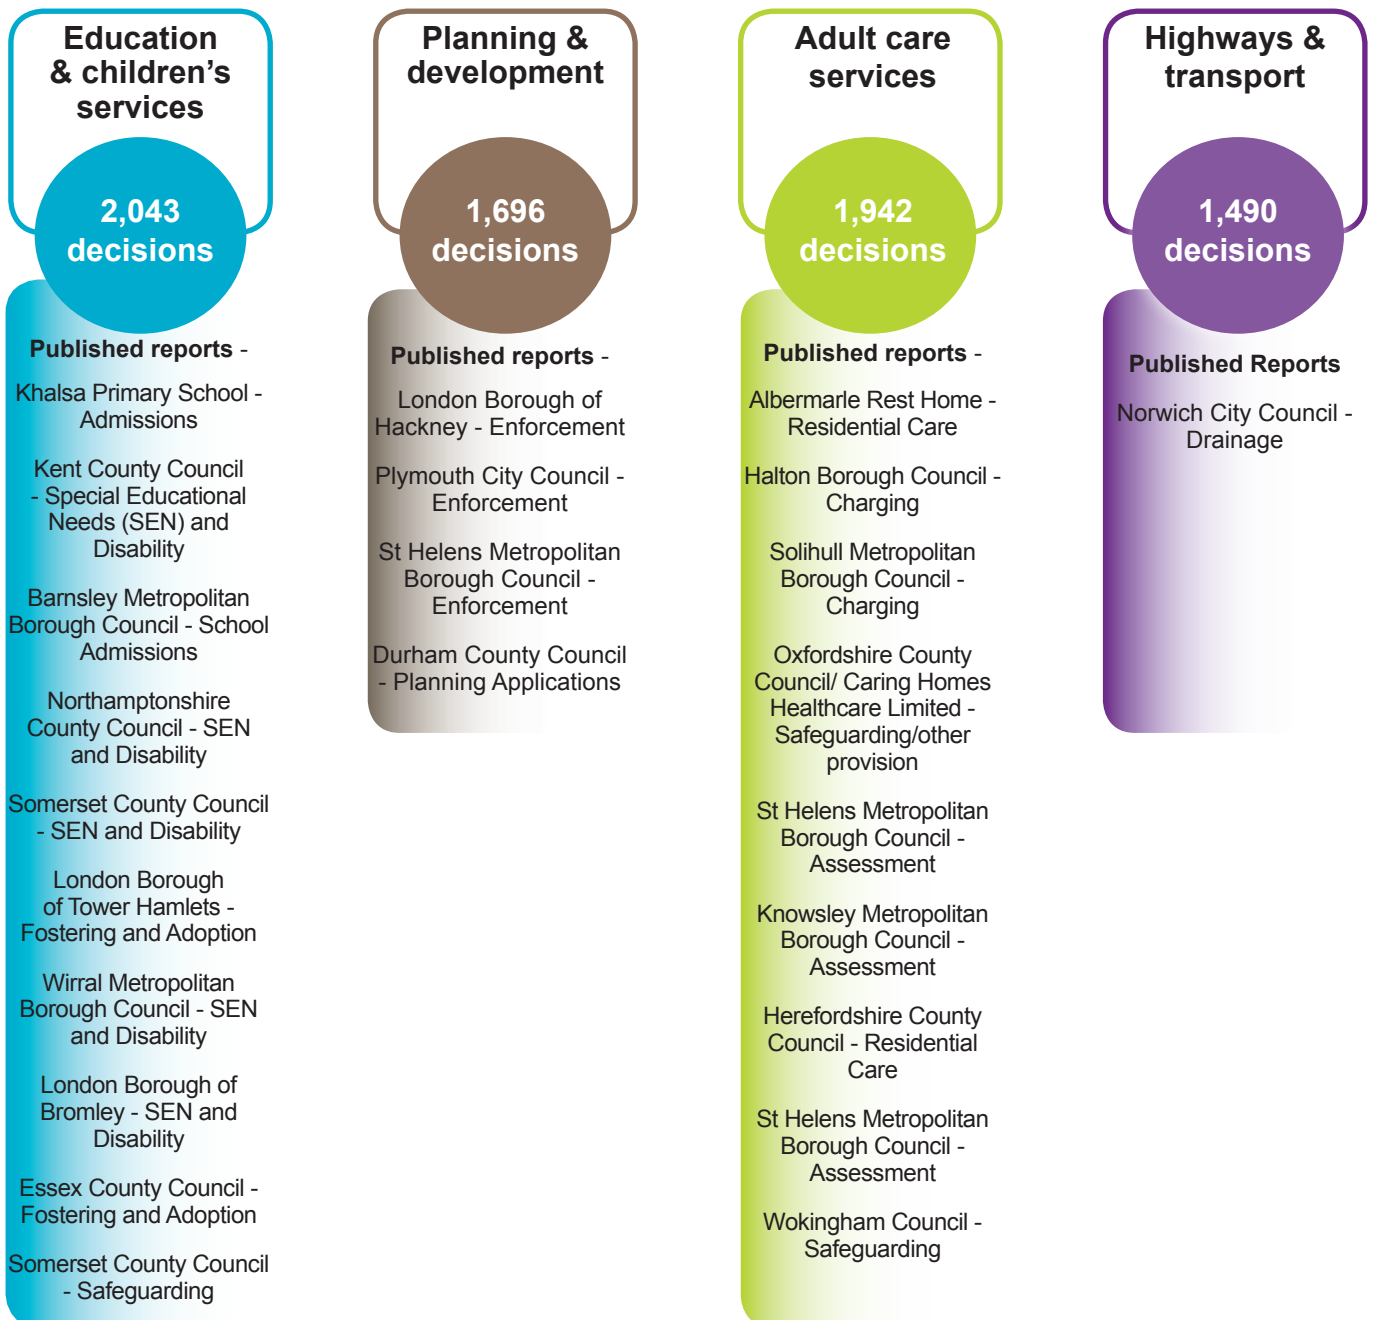 Education
& children's
services
2,043
decisions
Published reports -
Khalsa Primary School -
Admissions
Kent County Council
- Special Educational
Needs (SEN) and
Disability
Barnsley Metropolitan
Borough Council - School
Admissions
Northamptonshire
County Council - SEN
and Disability
Somerset County Council
- SEN and Disability
London Borough
of Tower Hamlets -
Fostering and Adoption
Wirral Metropolitan
Borough Council - SEN
and Disability
London Borough of
Bromley - SEN and
Disability
Essex County Council -
Fostering and Adoption
Somerset County Council
- Safeguarding
Planning &
development
1,696
decisions
Published reports -
London Borough of
Hackney - Enforcement
Plymouth City Council -
Enforcement
St Helens Metropolitan
Borough Council -
Enforcement
Durham County Council
- Planning Applications
Adult care
services
1,942
decisions
Published reports -
Albermarle Rest Home -
Residential Care
Halton Borough Council -
Charging
Solihull Metropolitan
Borough Council -
Charging
Oxfordshire County
Council/ Caring Homes
Healthcare Limited -
Safeguarding/other
provision
St Helens Metropolitan
Borough Council -
Assessment
Knowsley Metropolitan
Borough Council -
Assessment
Herefordshire County
Council - Residential
Care
St Helens Metropolitan
Borough Council -
Assessment
Wokingham Council -
Safeguarding
Highways &
transport
1,490
decisions
Published Reports
Norwich City Council -
Drainage